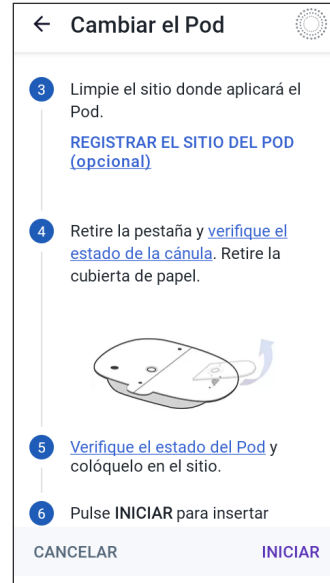 Cambiar el Pod
3 Limpie el sitio donde aplicará el
Pod.
REGISTRAR EL SITIO DEL POD
(opcional)
4 Retire la pestaña y verifique el
estado de la cánula. Retire la
cubierta de papel.
5 Verifique el estado del Pod y
colóquelo en el sitio.
6 Pulse INICIAR para insertar
CANCELAR INICIAR